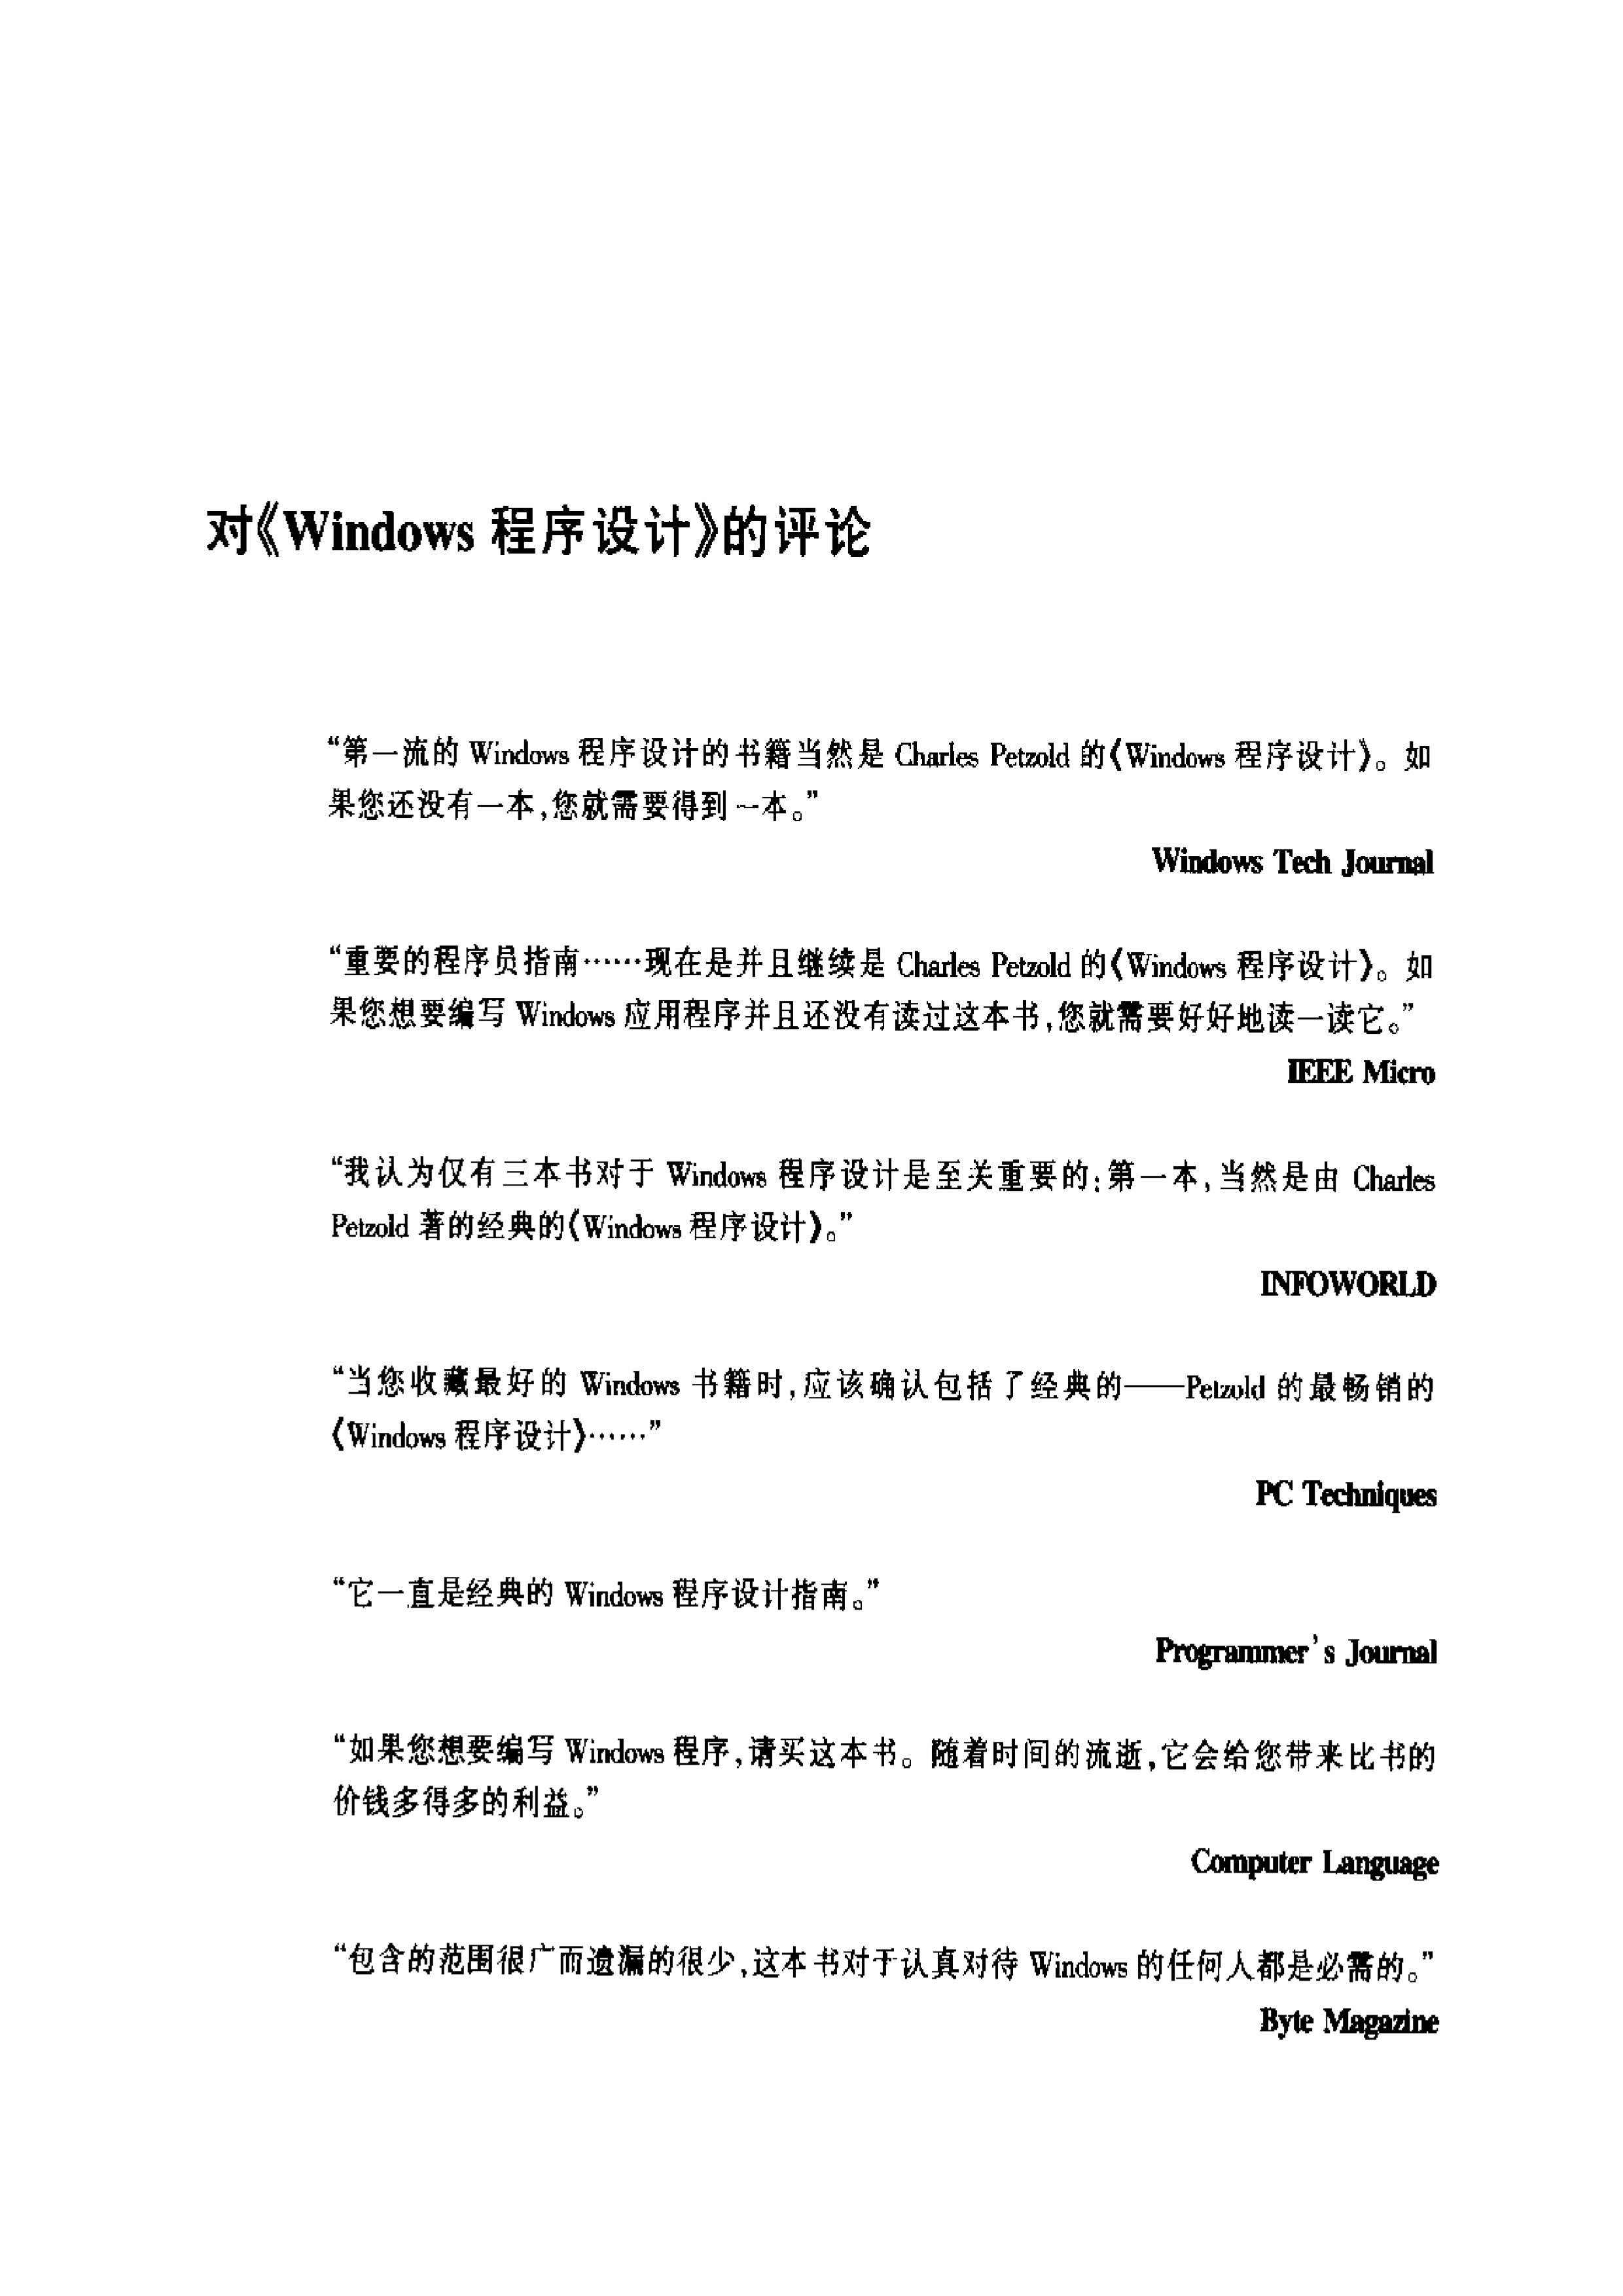 对《Windows 程序设计》的评论
“第一流的 Windows 程序设计的书籍当然是 Charles Petzold 的《Windows 程序设计》。如
果您还没有一本,您就需要得到一本。”
Windows Tech Journal
“重要的程序员指南……现在是并且继续是 Charles Petzold 的《Windows 程序设计》。如
果您想要编写 Windows 应用程序并且还没有读过这本书,您就需要好好地读一读它。”
IEEE Micro
“我认为仅有三本书对于 Windows 程序设计是至关重要的;第一本,当然是由 Charles
Petzold 著的经典的《Windows 程序设计》。”
INFOWORLD
“当您收藏最好的 Windows 书籍时,应该确认包括了经典的——Petzold 的最畅销的
《Windows 程序设计》……”
PC Techniques
“它一直是经典的 Windows 程序设计指南。”
Programmer's Journal
“如果您想要编写 Windows 程序,请买这本书。随着时间的流逝,它会给您带来比书的
价钱多得多的利益。”
Computer Language
“包含的范围很广而遗漏的很少,这本书对于认真对待 Windows 的任何人都是必需的。”
Byte Magazine